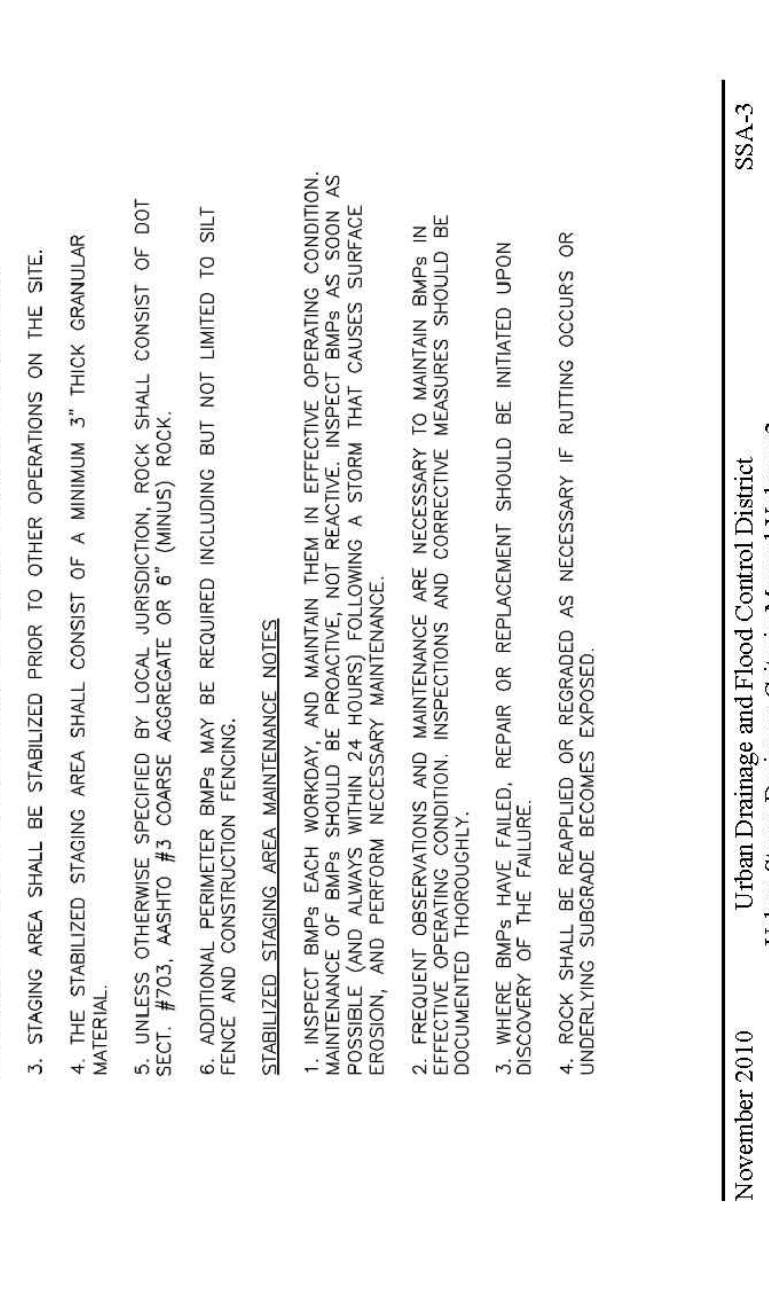 3. STAGING AREA SHALL BE STABILIZED PRIOR TO OTHER OPERATIONS ON THE SITE.
4. THE STABILIZED STAGING AREA SHALL CONSIST OF A MINIMUM 3" THICK GRANULAR
MATERIAL.
5. UNLESS OTHERWISE SPECIFIED BY LOCAL JURISDICTION, ROCK SHALL CONSIST OF DOT
SECT. #703, AASHTO #3 COARSE AGGREGATE OR 6" (MINUS) ROCK.
6. ADDITIONAL PERIMETER BMPs MAY BE REQUIRED INCLUDING BUT NOT LIMITED TO SILT
FENCE AND CONSTRUCTION FENCING.
STABILIZED STAGING AREA MAINTENANCE NOTES
1. INSPECT BMPs EACH WORKDAY, AND MAINTAIN THEM IN EFFECTIVE OPERATING CONDITION.
MAINTENANCE OF BMPs SHOULD BE PROACTIVE, NOT REACTIVE. INSPECT BMPs AS SOON AS
POSSIBLE (AND ALWAYS WITHIN 24 HOURS) FOLLOWING A STORM THAT CAUSES SURFACE
EROSION, AND PERFORM NECESSARY MAINTENANCE.
2. FREQUENT OBSERVATIONS AND MAINTENANCE ARE NECESSARY TO MAINTAIN BMPs IN
EFFECTIVE OPERATING CONDITION. INSPECTIONS AND CORRECTIVE MEASURES SHOULD BE
DOCUMENTED THOROUGHLY.
3. WHERE BMPs HAVE FAILED, REPAIR OR REPLACEMENT SHOULD BE INITIATED UPON
DISCOVERY OF THE FAILURE.
4. ROCK SHALL BE REAPPLIED OR REGRADED AS NECESSARY IF RUTTING OCCURS OR
UNDERLYING SUBGRADE BECOMES EXPOSED.
November 2010 Urban Drainage and Flood Control District SSA-3